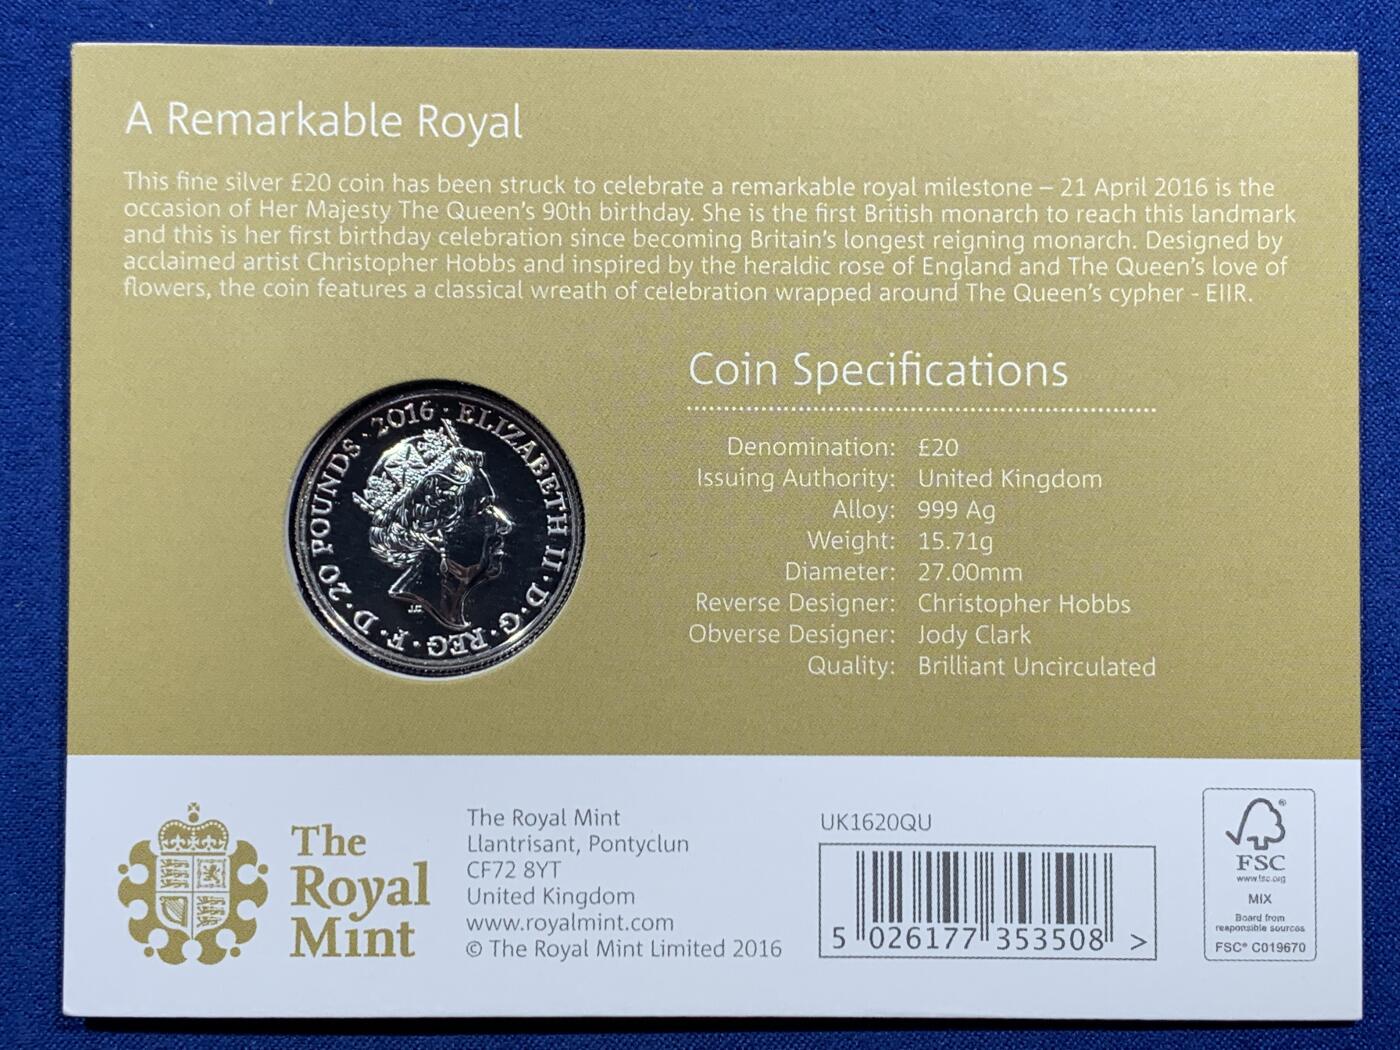 A Remarkable Royal
This fine silver £20 coin has been struck to celebrate a remarkable royal milestone – 21 April 2016 is the
occasion of Her Majesty The Queen's 90th birthday. She is the first British monarch to reach this landmark
and this is her first birthday celebration since becoming Britain's longest reigning monarch. Designed by
acclaimed artist Christopher Hobbs and inspired by the heraldic rose of England and The Queen's love of
flowers, the coin features a classical wreath of celebration wrapped around The Queen's cypher - EIIR.
20 POUNDS · 2016 · ELIZABETH II · D · G · REG · F · D ·
Coin Specifications
Denomination: £20
Issuing Authority: United Kingdom
Alloy: 999 Ag
Weight: 15.71g
Diameter: 27.00mm
Reverse Designer: Christopher Hobbs
Obverse Designer: Jody Clark
Quality: Brilliant Uncirculated
The
Royal
Mint
The Royal Mint
Llantrisant, Pontyclun
CF72 8YT
United Kingdom
www.royalmint.com
© The Royal Mint Limited 2016
UK1620QU
5 026177 353508 >
FSC
www.fsc.org
MIX
Board from
responsible sources
FSC® C019670